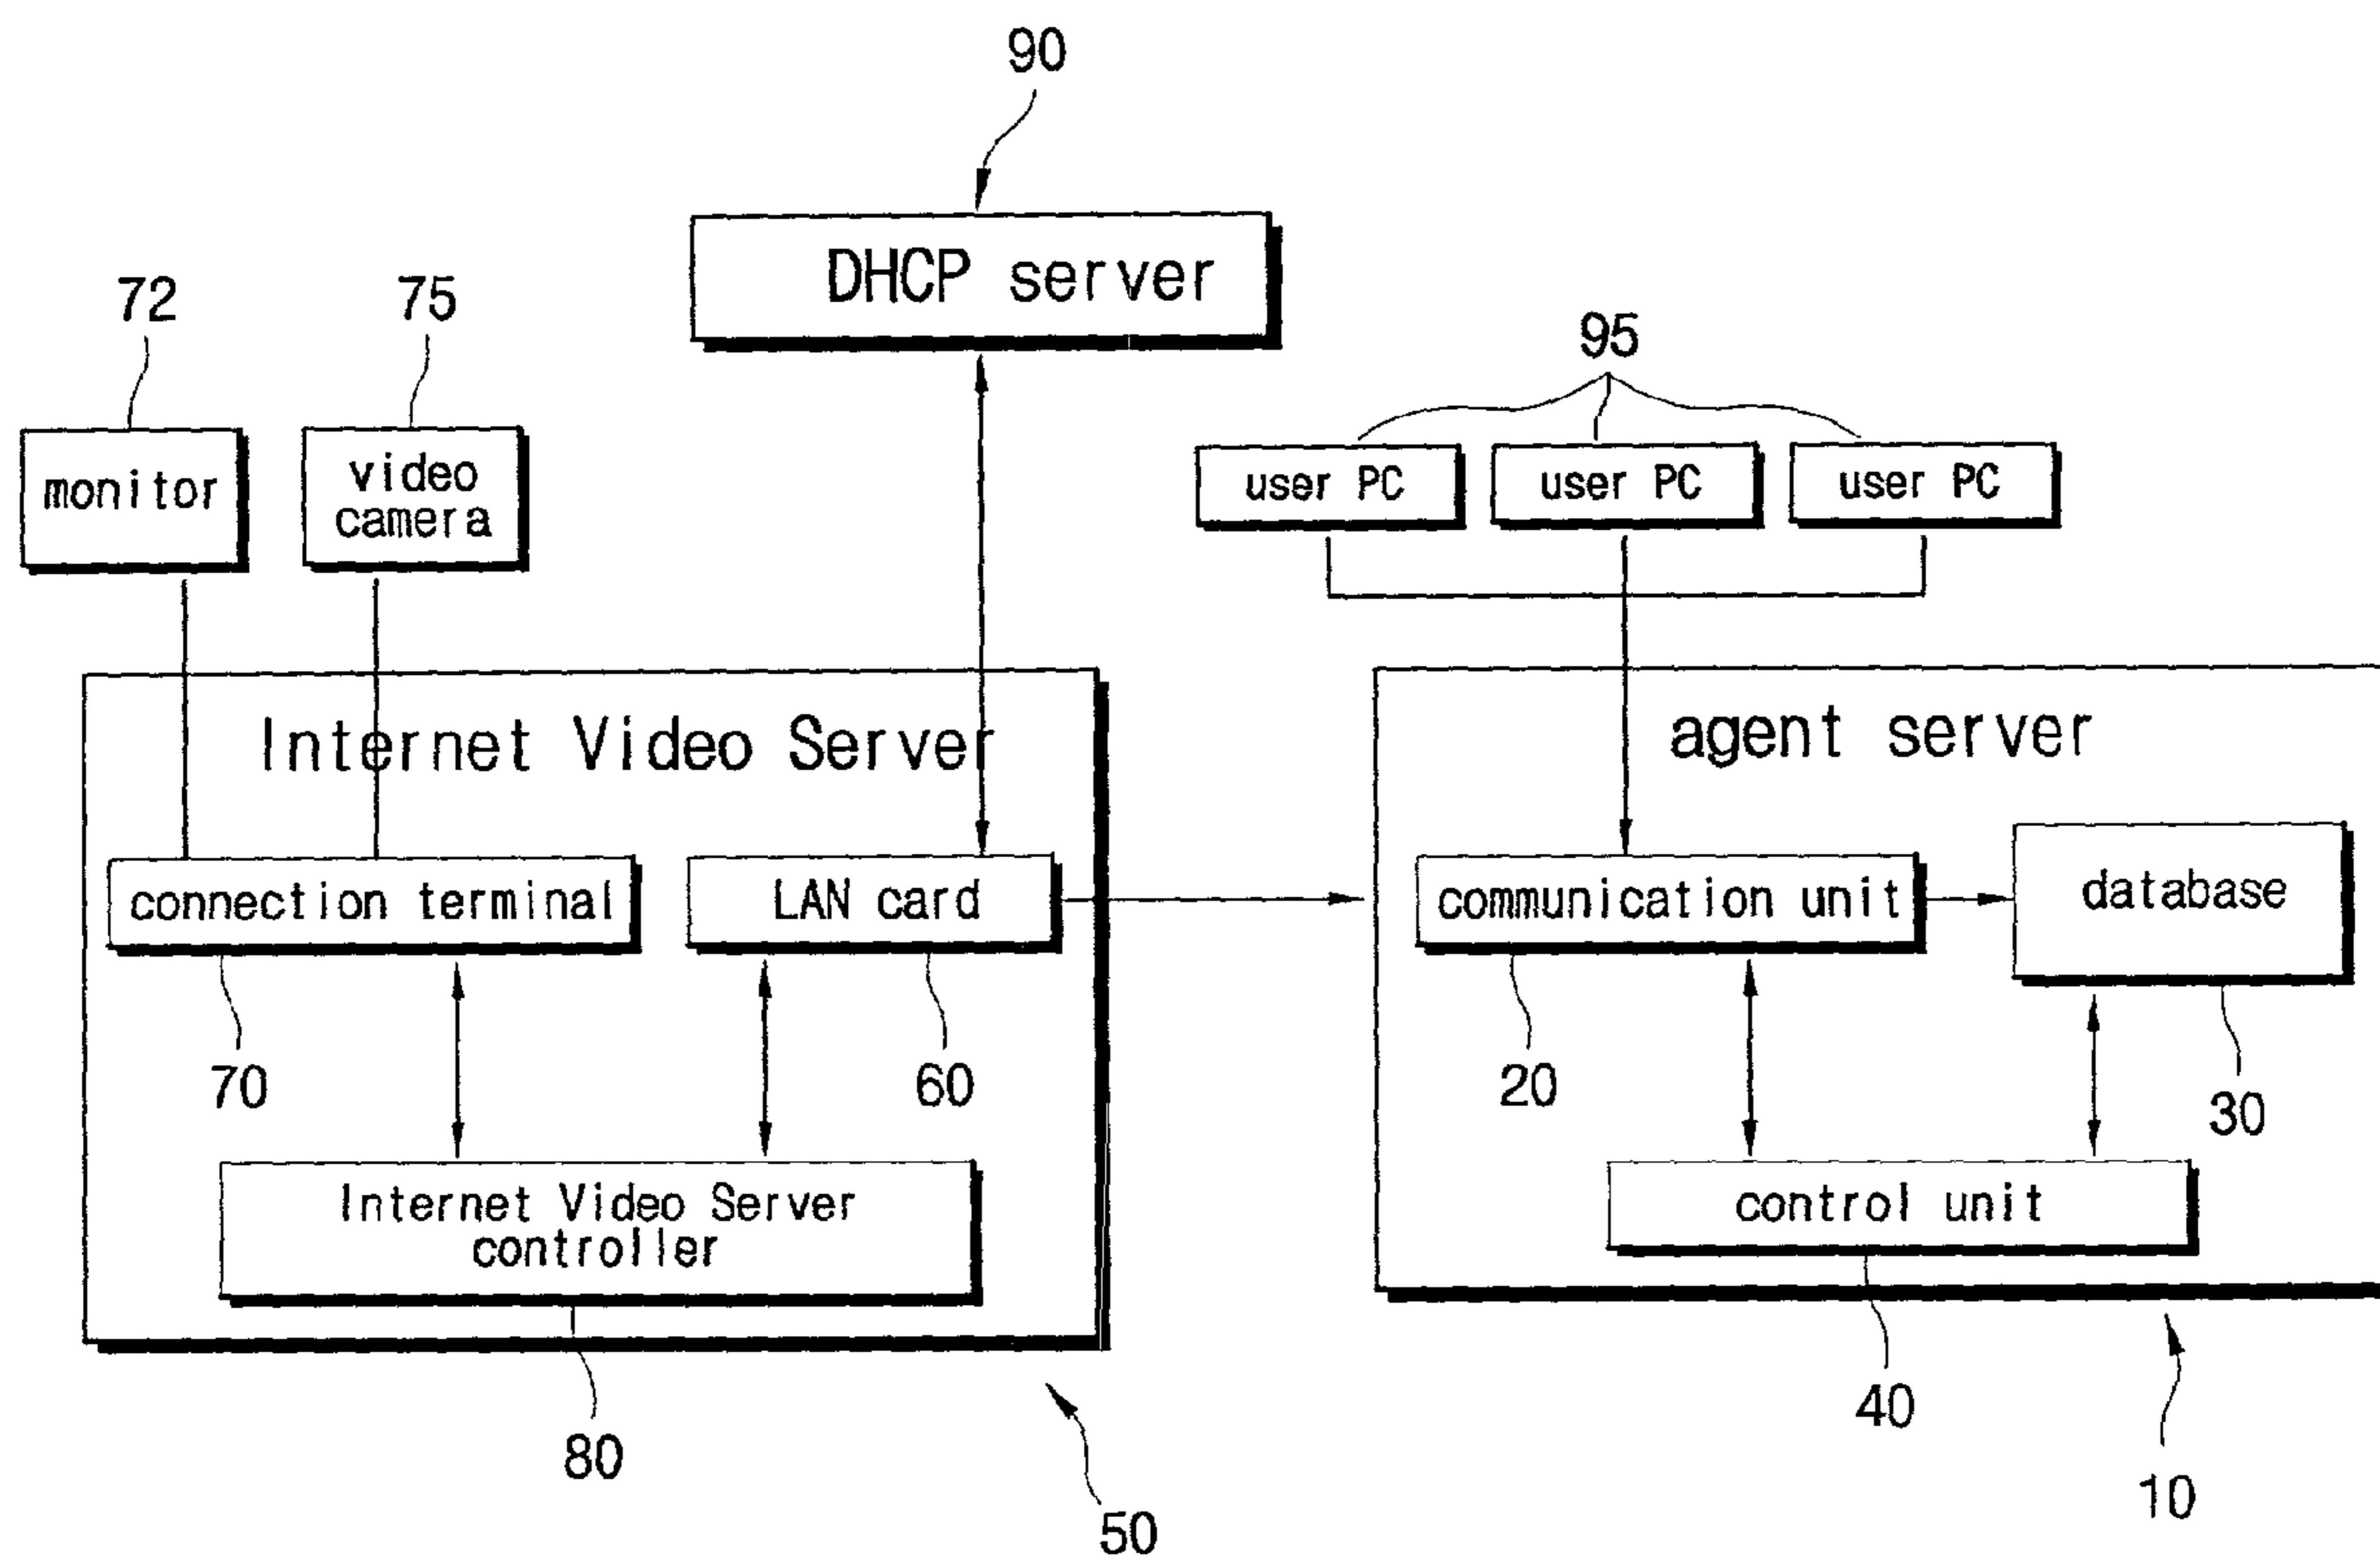 90
DHCP server
72
75
95
monitor
video
camera
user PC
user PC
user PC
Internet Video Server
agent server
connection terminal
LAN card
communication unit
database
70
60
20
30
Internet Video Server
controller
control unit
80
50
40
10